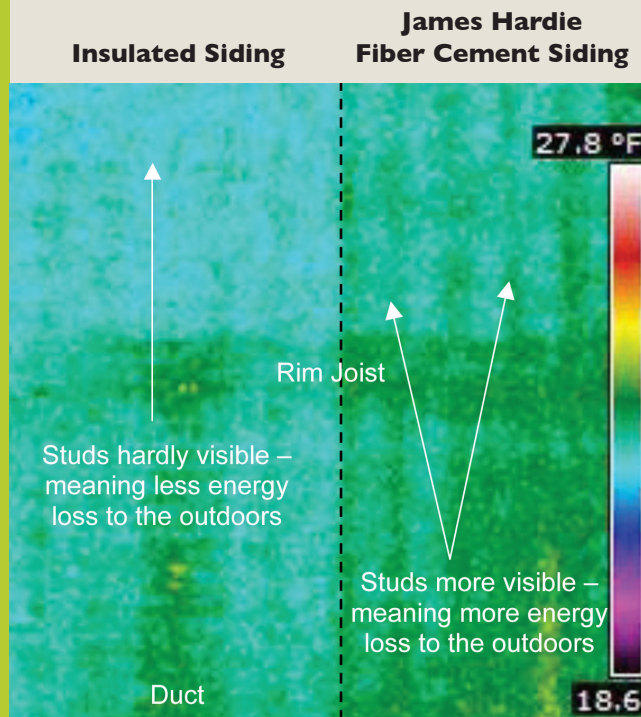 Insulated Siding
James Hardie
Fiber Cement Siding
27.8 °F
Rim Joist
Studs hardly visible –
meaning less energy
loss to the outdoors
Studs more visible –
meaning more energy
loss to the outdoors
Duct
18.6